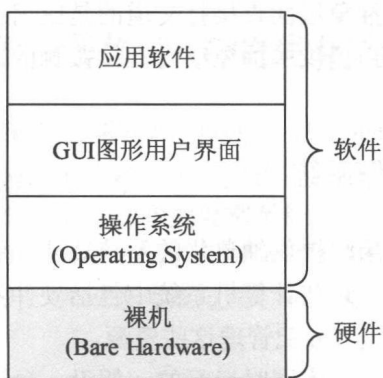 应用软件
GUI图形用户界面
操作系统
(Operating System)
裸机
(Bare Hardware)
软件
硬件